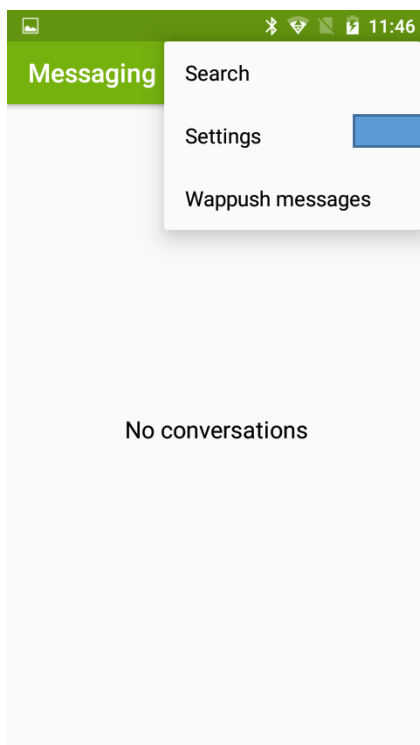 11:46
Messaging
Search
Settings
Wappush messages
No conversations